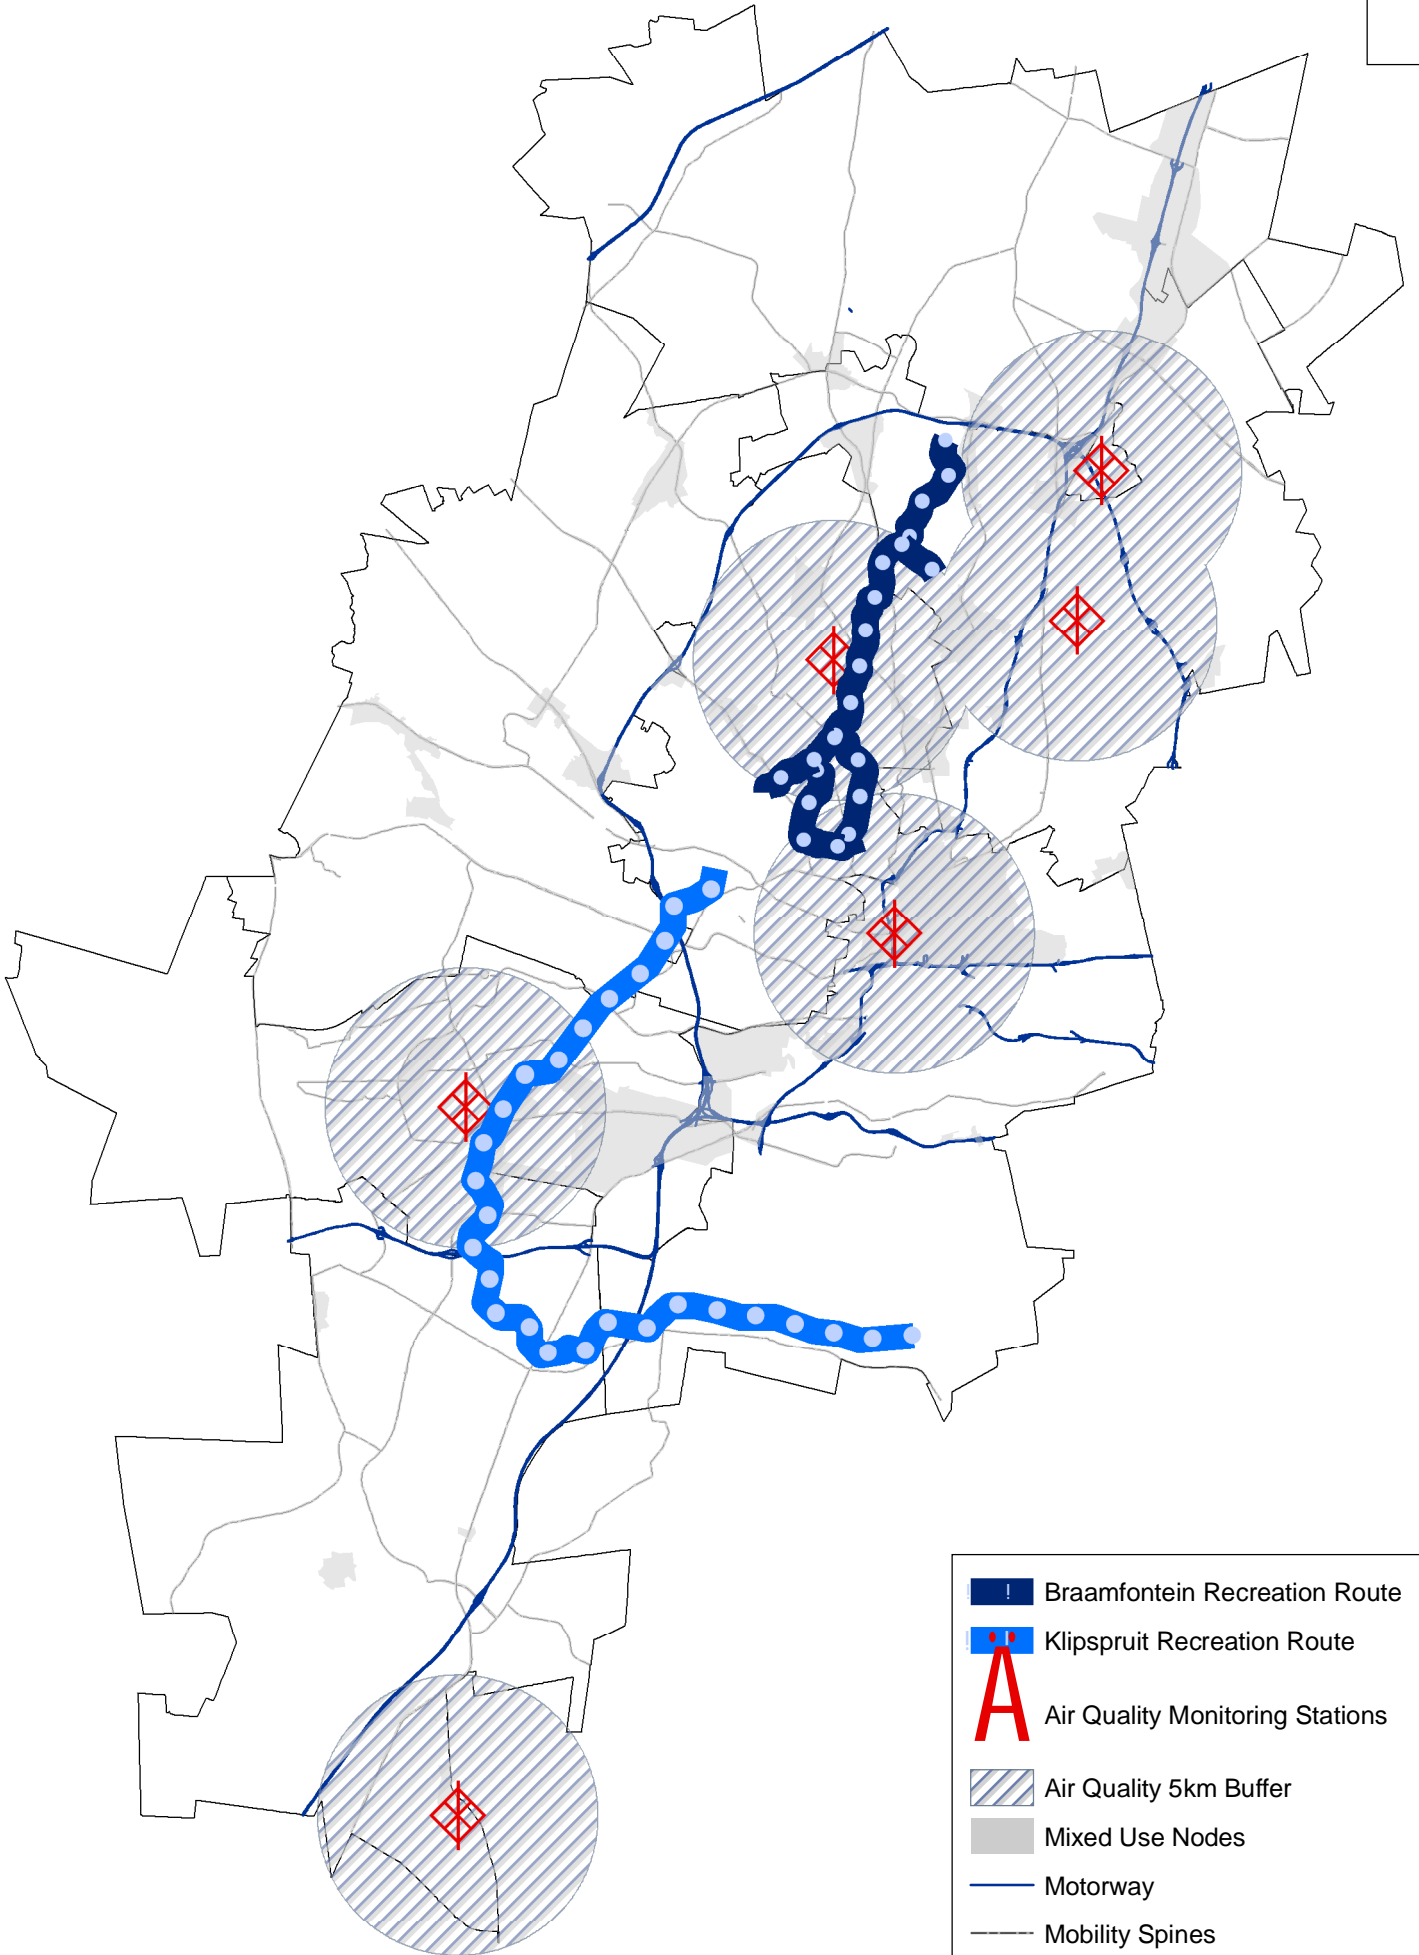 Braamfontein Recreation Route
Klipspruit Recreation Route
Air Quality Monitoring Stations
Air Quality 5km Buffer
Mixed Use Nodes
Motorway
Mobility Spines